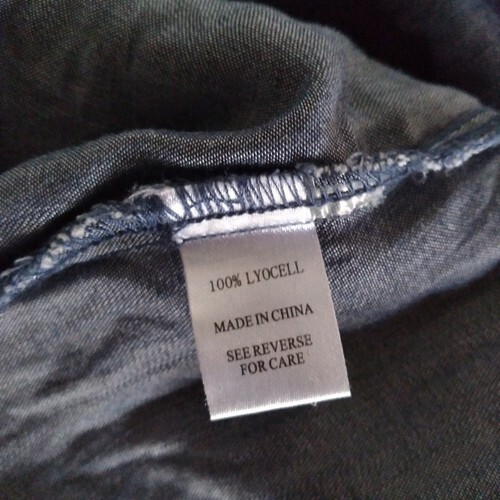 100% LYOCELL
MADE IN CHINA
SEE REVERSE
FOR CARE